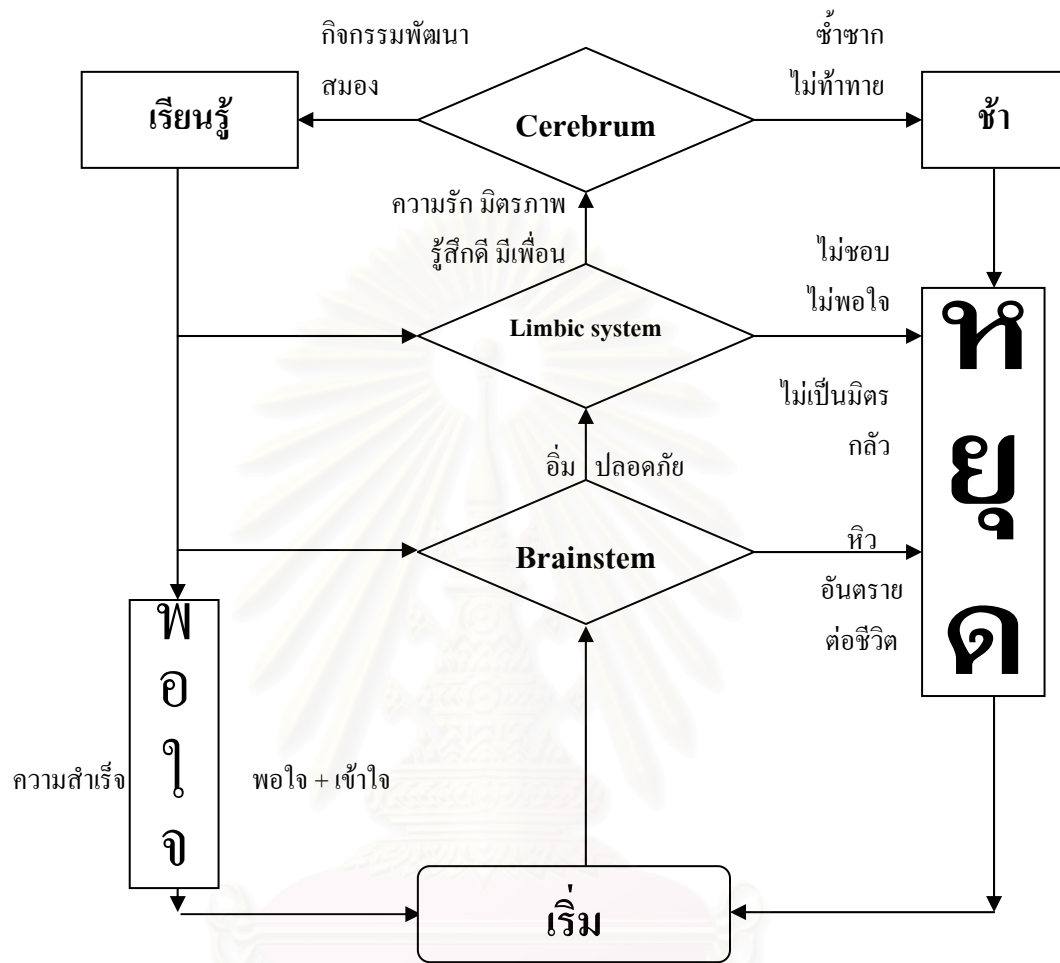 กิจกรรมพัฒนา
สมอง
ซ้ำซาก
ไม่ท้าทาย
เรียนรู้
Cerebrum
ช้า
ความรัก มิตรภาพ
รู้สึกดี มีเพื่อน
ไม่ชอบ
ไม่พอใจ
Limbic system
ไม่เป็นมิตร
กลัว
หยุด
อิ่ม ปลอดภัย
Brainstem
หิว
อันตราย
ต่อชีวิต
พอใจ
ความสำเร็จ
พอใจ + เข้าใจ
เริ่ม